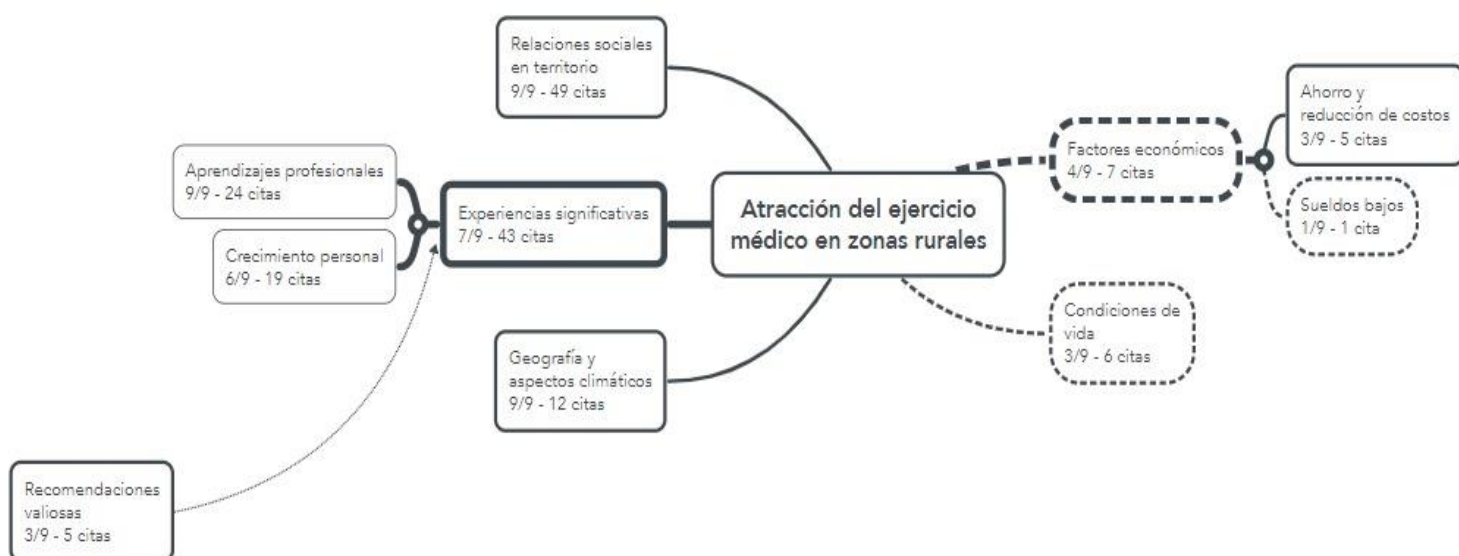 Relaciones sociales
en territorio
9/9 - 49 citas
Aprendizajes profesionales
9/9 - 24 citas
Crecimiento personal
6/9 - 19 citas
Experiencias significativas
7/9 - 43 citas
Atracción del ejercicio
médico en zonas rurales
Factores económicos
4/9 - 7 citas
Ahorro y
reducción de costos
3/9 - 5 citas
Sueldos bajos
1/9 - 1 cita
Condiciones de
vida
3/9 - 6 citas
Geografía y
aspectos climáticos
9/9 - 12 citas
Recomendaciones
valiosas
3/9 - 5 citas